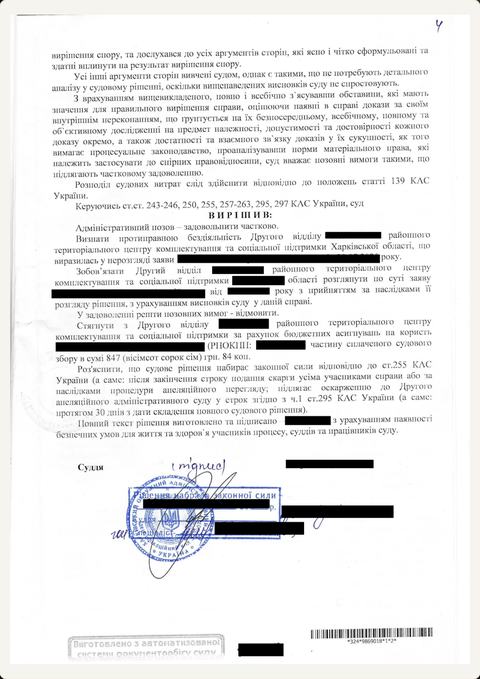 4
вирішення спору, та дослухався до усіх аргументів сторін, які ясно і чітко сформульовані та
здатні вплинути на результат вирішення спору.
Усі інші аргументи сторін вивчені судом, однак є такими, що не потребують детального
аналізу у судовому рішенні, оскільки вищенаведених висновків суду не спростовують.
З врахуванням вищевикладеного, повно і всебічно з`ясувавши обставини, які мають
значення для правильного вирішення справи, оцінюючи наявні в справі докази за своїм
внутрішнім переконанням, що ґрунтується на їх безпосередньому, всебічному, повному та
об`єктивному дослідженні на предмет належності, допустимості та достовірності кожного
доказу окремо, а також достатності та взаємного зв`язку доказів у їх сукупності, як того
вимагає процесуальне законодавство, проаналізувавши норми матеріального права, які
належить застосувати до спірних правовідносин, суд вважає позовні вимоги такими, що
підлягають частковому задоволенню.
Розподіл судових витрат слід здійснити відповідно до положень статті 139 КАС
України.
Керуючись ст.ст. 243-246, 250, 255, 257-263, 295, 297 КАС України, суд
В И Р І Ш И В:
Адміністративний позов – задовольнити частково.
Визнати протиправною бездіяльність Другого відділу районного
територіального центру комплектування та соціальної підтримки Харківської області, що
виразилась у нерозгляді заяви року.
Зобов'язати Другий відділ районного територіального центру
комплектування та соціальної підтримки області розглянути по суті заяву
від року з прийняттям за наслідками її
розгляду рішення, з урахуванням висновків суду у даній справі.
У задоволенні решти позовних вимог - відмовити.
Стягнути з Другого відділу районного територіального центру
комплектування та соціальної підтримки за рахунок бюджетних асигнувань на користь
(РНОКПП: частину сплаченого судового
збору в сумі 847 (вісімсот сорок сім) грн. 84 коп.
Роз'яснити, що судове рішення набирає законної сили відповідно до ст.255 КАС
України (а саме: після закінчення строку подання скарги усіма учасниками справи або за
наслідками процедури апеляційного перегляду; підлягає оскарженню до Другого
апеляційного адміністративного суду у строк згідно з ч.1 ст.295 КАС України (а саме:
протягом 30 днів з дати складення повного судового рішення).
Повний текст рішення виготовлено та підписано з урахуванням наявності
безпечних умов для життя та здоров`я учасників процесу, суддів та працівників суду.
Суддя (підпис)
Рішення набрало законної сили
р.
УКРАЇНА
*324*9869018*1*2*
Виготовлено з автоматизованої
системи документообігу суду